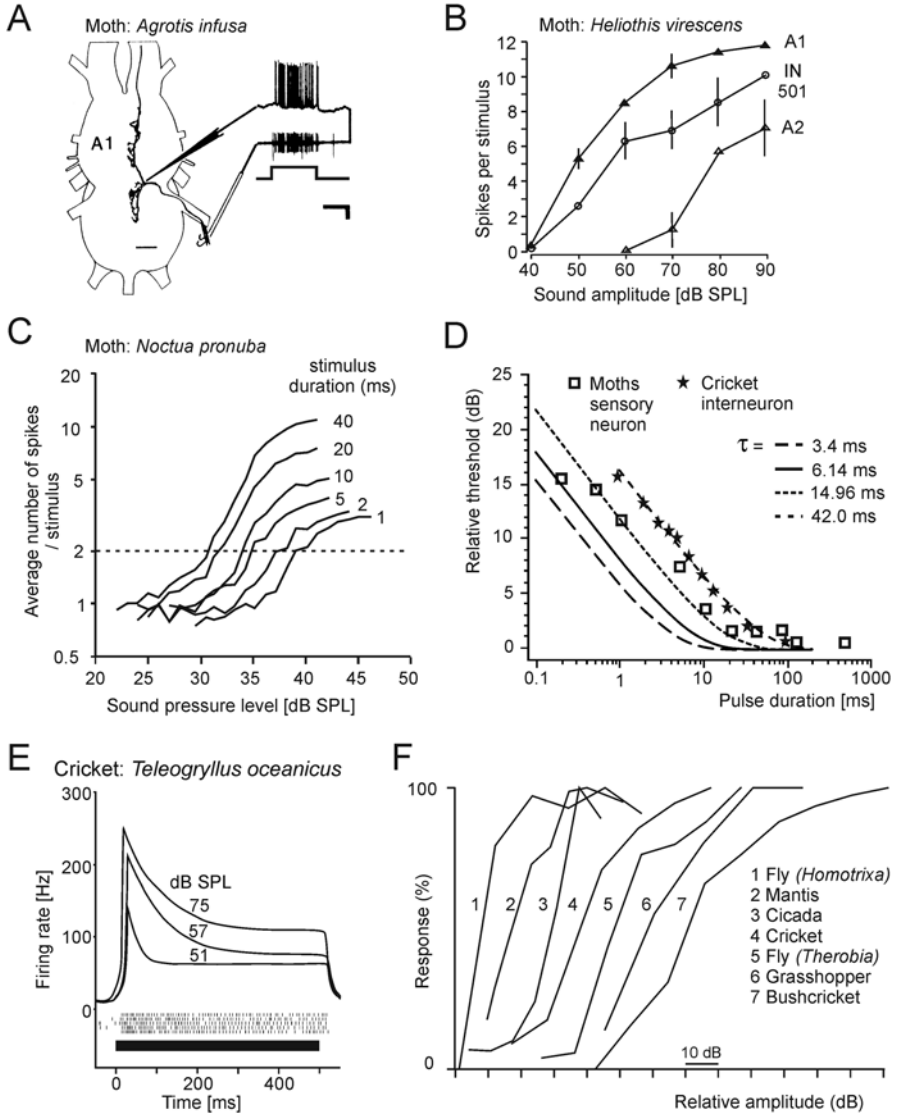 A
Moth: Agrotis infusa
A1
B
Moth: Heliothis virescens
Spikes per stimulus
12
10
8
6
4
2
0
A1
IN
501
A2
40 50 60 70 80 90
Sound amplitude [dB SPL]
C
Moth: Noctua pronuba
stimulus
duration (ms)
Average number of spikes
/ stimulus
20
10
5
2
1
0.5
40
20
10
5
2
1
20 25 30 35 40 45 50
Sound pressure level [dB SPL]
D
Relative threshold (dB)
25
20
15
10
5
0
Moths
sensory
neuron
Cricket
interneuron
τ =
3.4 ms
6.14 ms
14.96 ms
42.0 ms
0.1 1 10 100 1000
Pulse duration [ms]
E
Cricket: Teleogryllus oceanicus
Firing rate [Hz]
300
200
100
0
dB SPL
75
57
51
0 200 400
Time [ms]
F
Response (%)
100
0
1 2 3 4 5 6 7
1 Fly (Homotrixa)
2 Mantis
3 Cicada
4 Cricket
5 Fly (Therobia)
6 Grasshopper
7 Bushcricket
10 dB
Relative amplitude (dB)